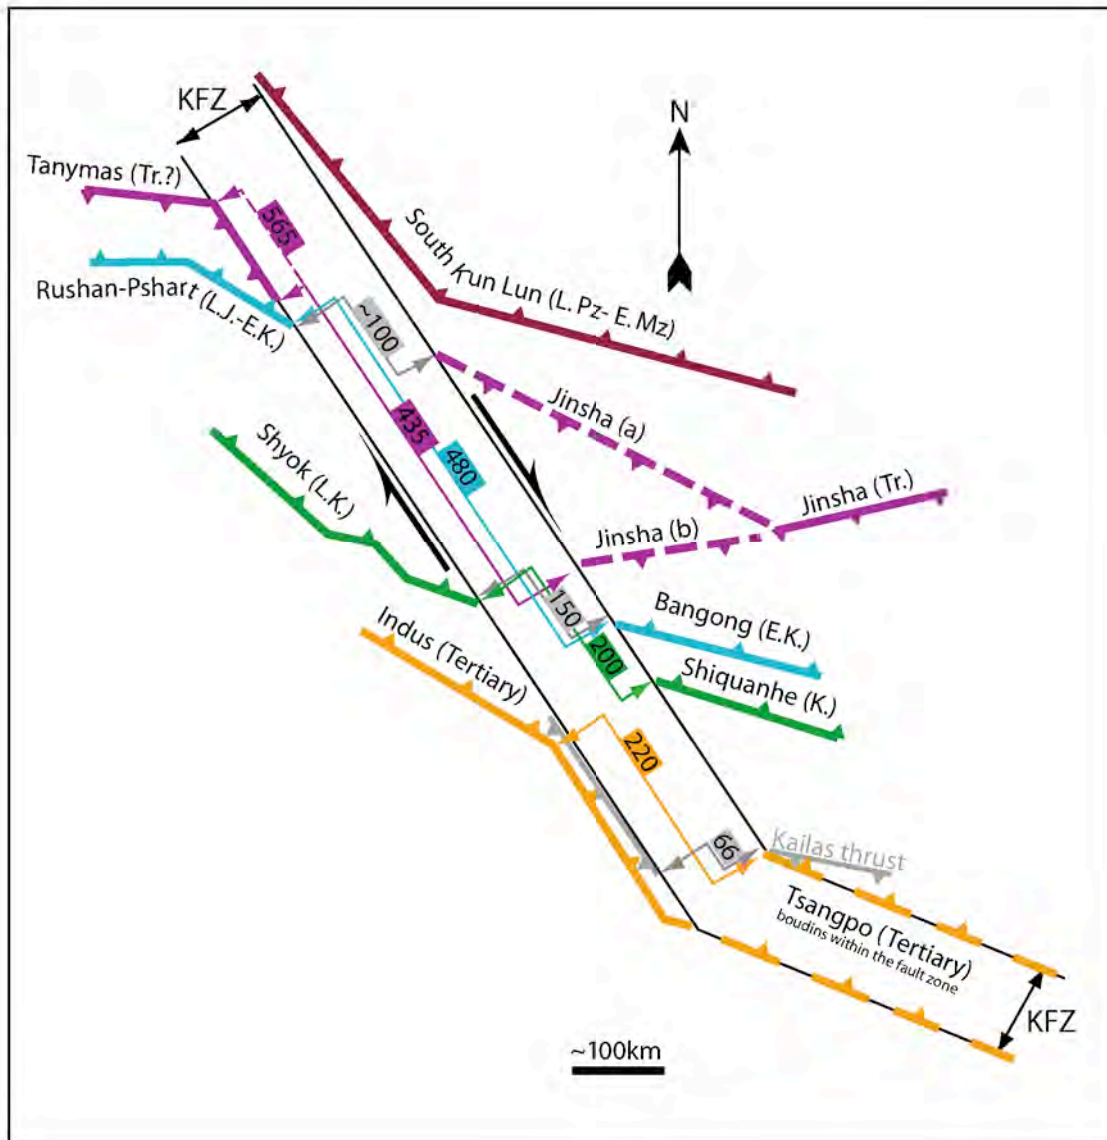 KFZ
N
Tanymas (Tr.?)
565
South Kun Lun (L. Pz- E. Mz)
Rushan-Pshart (L.J.-E.K.)
~100
Jinsha (a)
435
480
Shyok (L.K.)
Jinsha (Tr.)
Jinsha (b)
150
Bangong (E.K.)
200
Indus (Tertiary)
Shiquanhe (K.)
220
66
Kailas thrust
Tsangpo (Tertiary)
boudins within the fault zone
KFZ
~100km